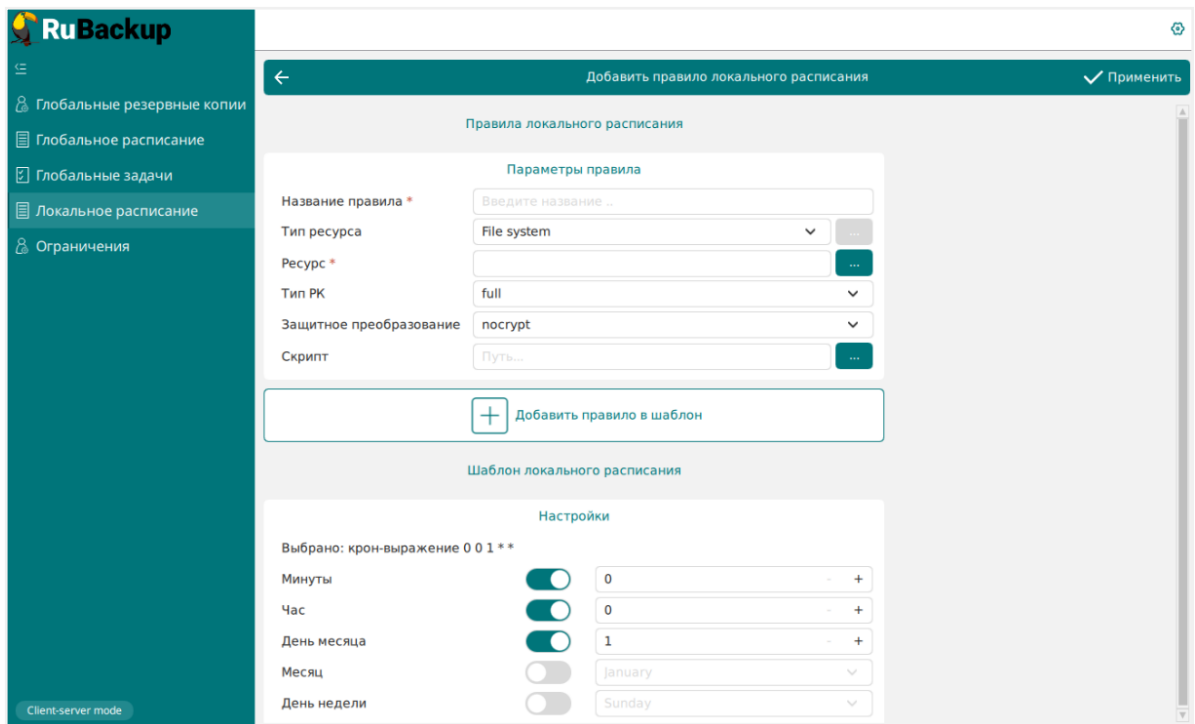 RuBackup
Глобальные резервные копии
Глобальное расписание
Глобальные задачи
Локальное расписание
Ограничения
Client-server mode
Добавить правило локального расписания
Применить
Правила локального расписания
Параметры правила
Название правила * Введите название ..
Тип ресурса File system ...
Ресурс * ...
Тип РК full
Защитное преобразование nocrypt
Скрипт Путь... ...
+ Добавить правило в шаблон
Шаблон локального расписания
Настройки
Выбрано: крон-выражение 0 0 1 * *
Минуты 0 - +
Час 0 - +
День месяца 1 - +
Месяц January
День недели Sunday